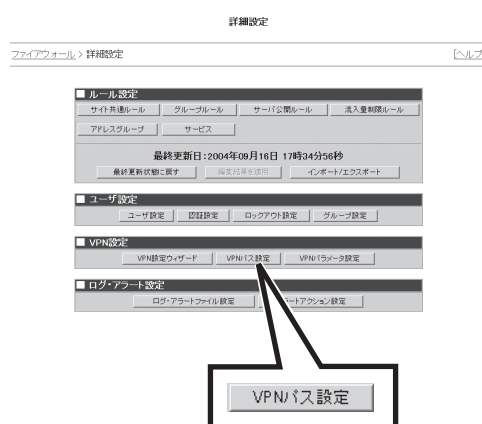 詳細設定
ファイアウォール > 詳細設定 [ヘルプ
■ ルール設定
サイト共通ルール グループルール サーバ公開ルール 流入量制限ルール
アドレスグループ サービス
最終更新日:2004年09月16日 17時34分56秒
最終更新状態に戻す 編集結果を適用 インポート/エクスポート
■ ユーザ設定
ユーザ設定 認証設定 ロックアウト設定 グループ設定
■ VPN設定
VPN設定ウィザード VPNパス設定 VPNパラメータ設定
■ ログ・アラート設定
ログ・アラートファイル設定 ラートアクション設定
VPNパス設定